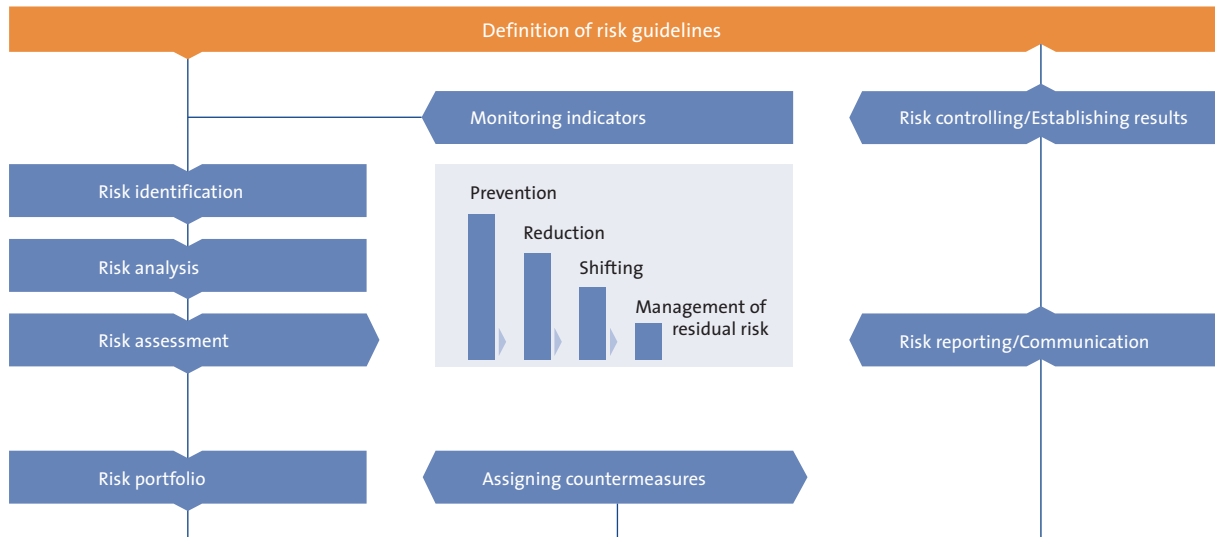 Definition of risk guidelines
Monitoring indicators
Risk controlling/Establishing results
Risk identification
Prevention
Reduction
Risk analysis
Shifting
Management of
residual risk
Risk assessment
Risk reporting/Communication
Risk portfolio
Assigning countermeasures